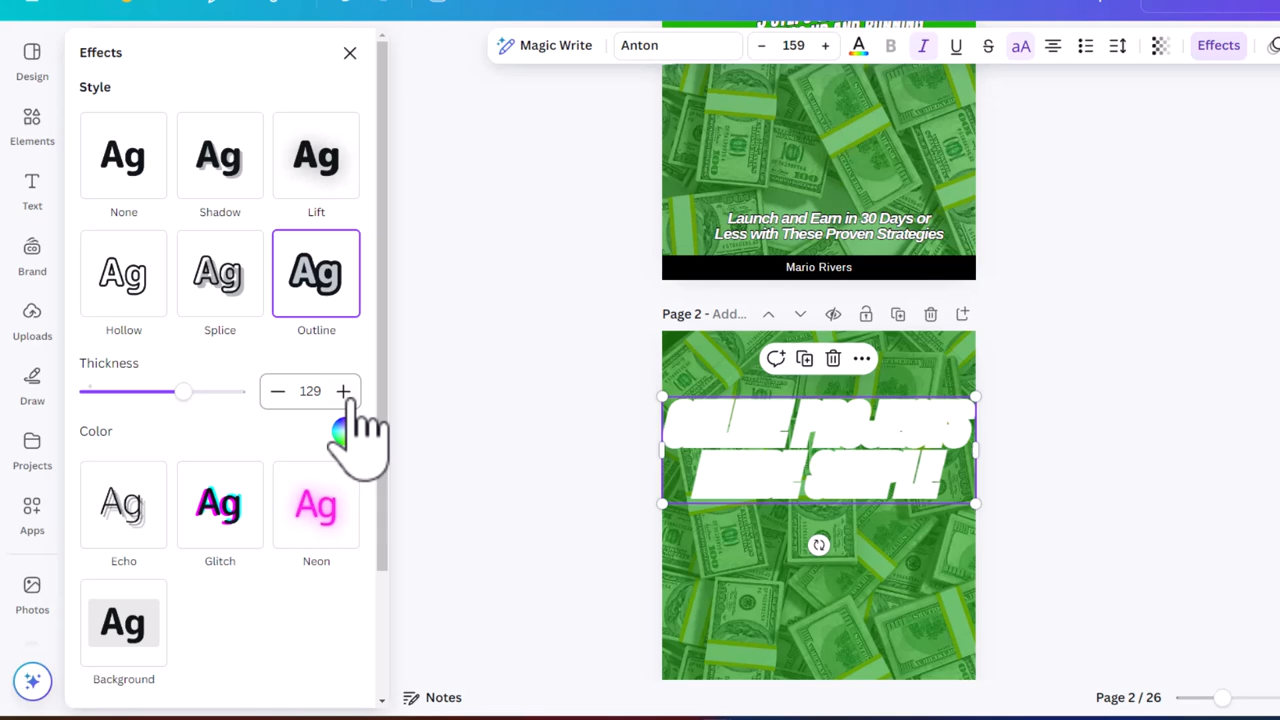 Effects
Style
Ag
None
Ag
Shadow
Ag
Lift
Ag
Hollow
Ag
Splice
Ag
Outline
Thickness
129
Color
Ag
Echo
Ag
Glitch
Ag
Neon
Ag
Background
Design
Elements
Text
Brand
Uploads
Draw
Projects
Apps
Photos
Magic Write
Anton
– 159 +
A B I U S aA
Effects
Launch and Earn in 30 Days or
Less with These Proven Strategies
Mario Rivers
Page 2 - Add...
Notes
Page 2 / 26